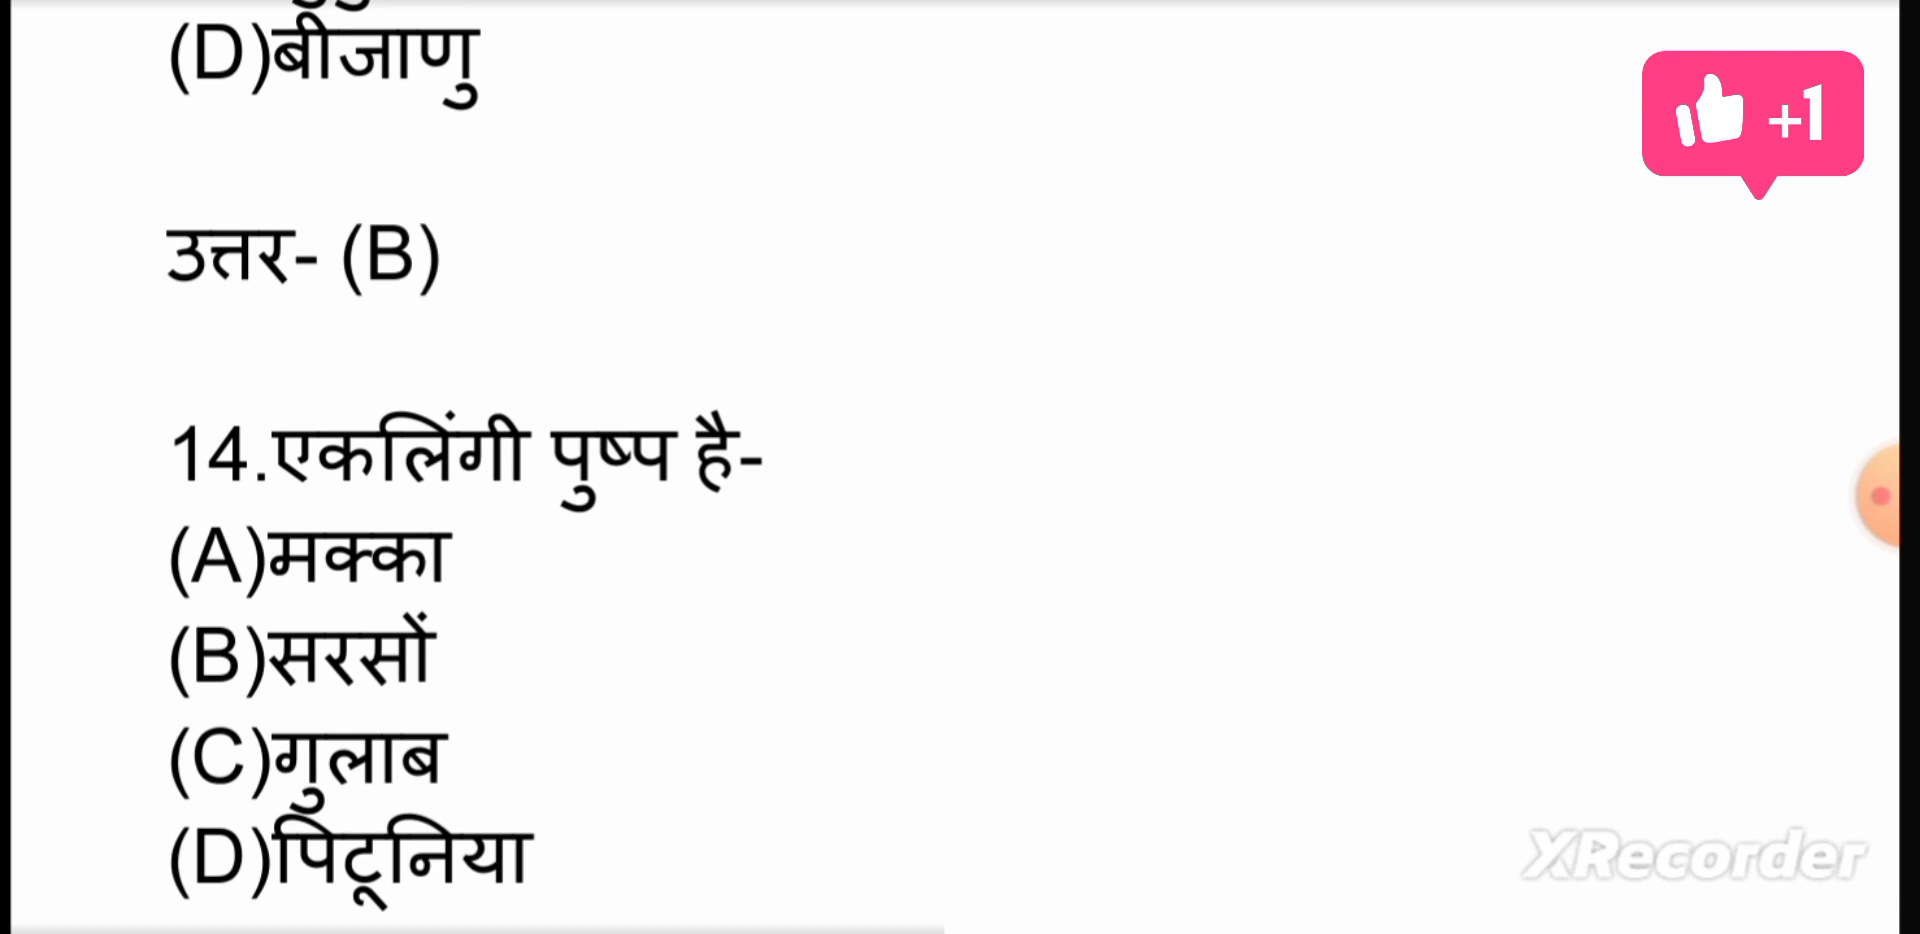 (D)बीजाणु
+1
उत्तर- (B)
14.एकलिंगी पुष्प है-
(A)मक्का
(B)सरसों
(C)गुलाब
(D)पिटूनिया
XRecorder